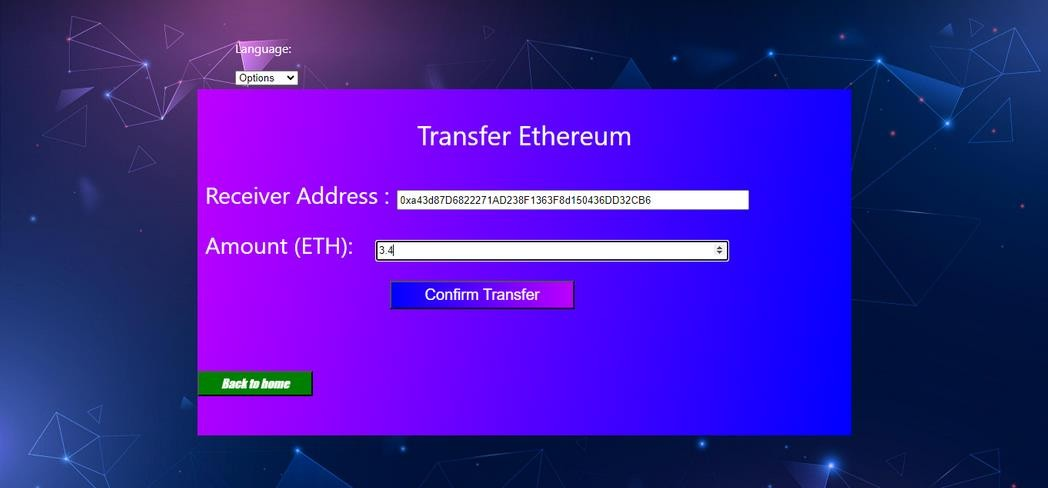 Language:
Options
Transfer Ethereum
Receiver Address : 0xa43d87D6822271AD238F1363F8d150436DD32CB6
Amount (ETH): 3.4
Confirm Transfer
Back to home